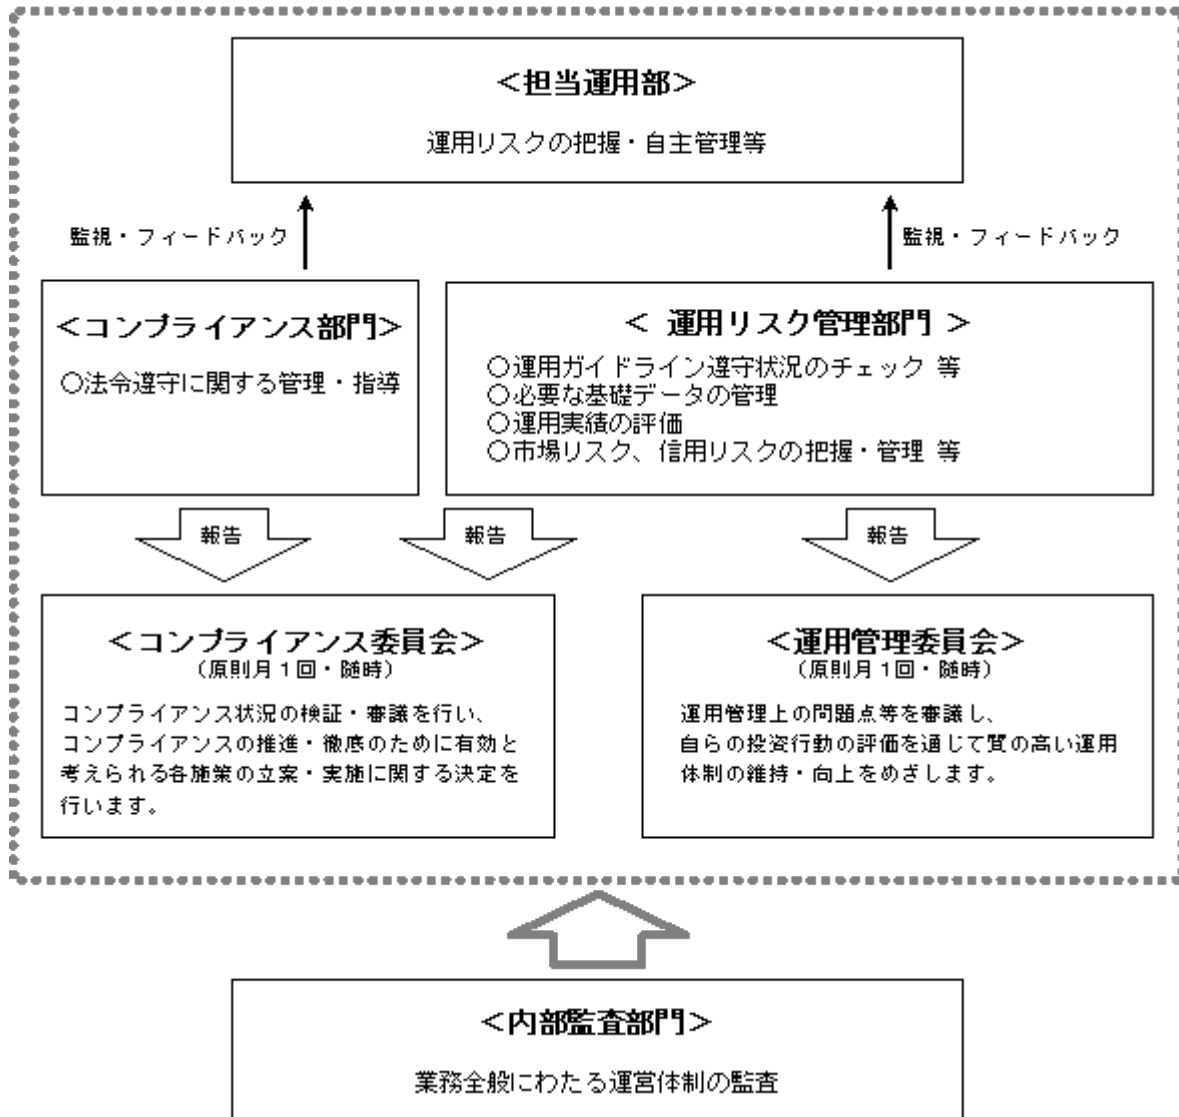 ＜担当運用部＞
運用リスクの把握・自主管理等
監視・フィードバック
監視・フィードバック
＜コンプライアンス部門＞
○法令遵守に関する管理・指導
＜ 運用リスク管理部門 ＞
○運用ガイドライン遵守状況のチェック 等
○必要な基礎データの管理
○運用実績の評価
○市場リスク、信用リスクの把握・管理 等
報告
報告
報告
＜コンプライアンス委員会＞
（原則月１回・随時）
コンプライアンス状況の検証・審議を行い、
コンプライアンスの推進・徹底のために有効と
考えられる各施策の立案・実施に関する決定を
行います。
＜運用管理委員会＞
（原則月１回・随時）
運用管理上の問題点等を審議し、
自らの投資行動の評価を通じて質の高い運用
体制の維持・向上をめざします。
＜内部監査部門＞
業務全般にわたる運営体制の監査